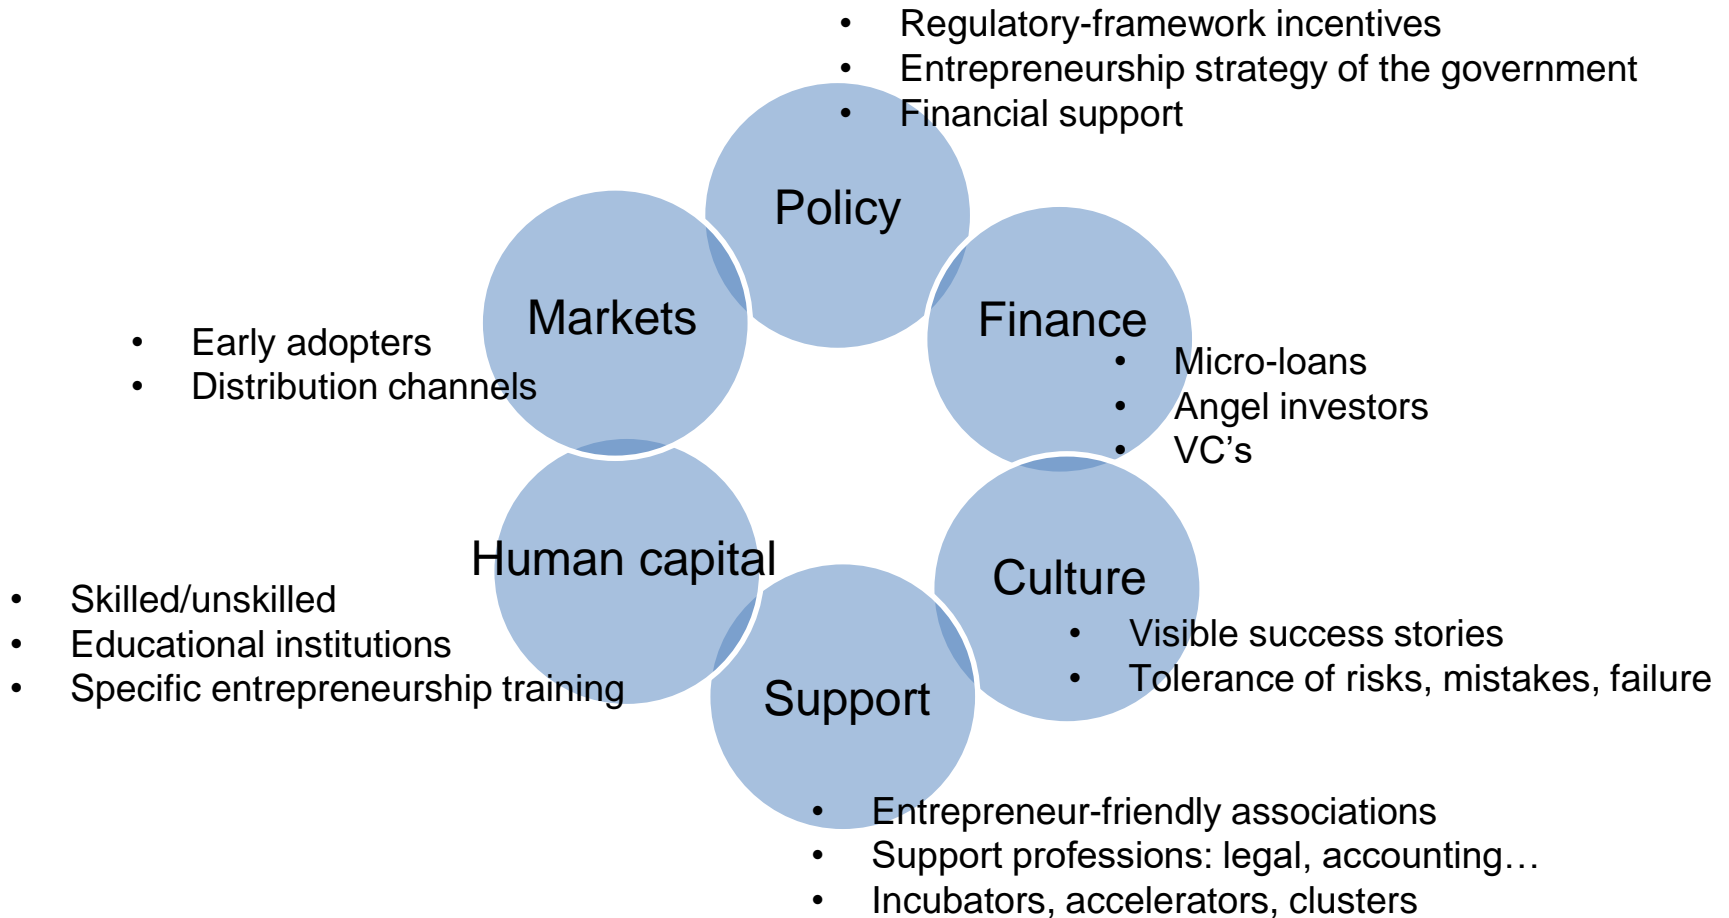 • Regulatory-framework incentives
• Entrepreneurship strategy of the government
• Financial support
Policy
Finance
• Micro-loans
• Angel investors
• VC’s
Culture
• Visible success stories
• Tolerance of risks, mistakes, failure
Support
• Entrepreneur-friendly associations
• Support professions: legal, accounting…
• Incubators, accelerators, clusters
Human capital
• Skilled/unskilled
• Educational institutions
• Specific entrepreneurship training
Markets
• Early adopters
• Distribution channels